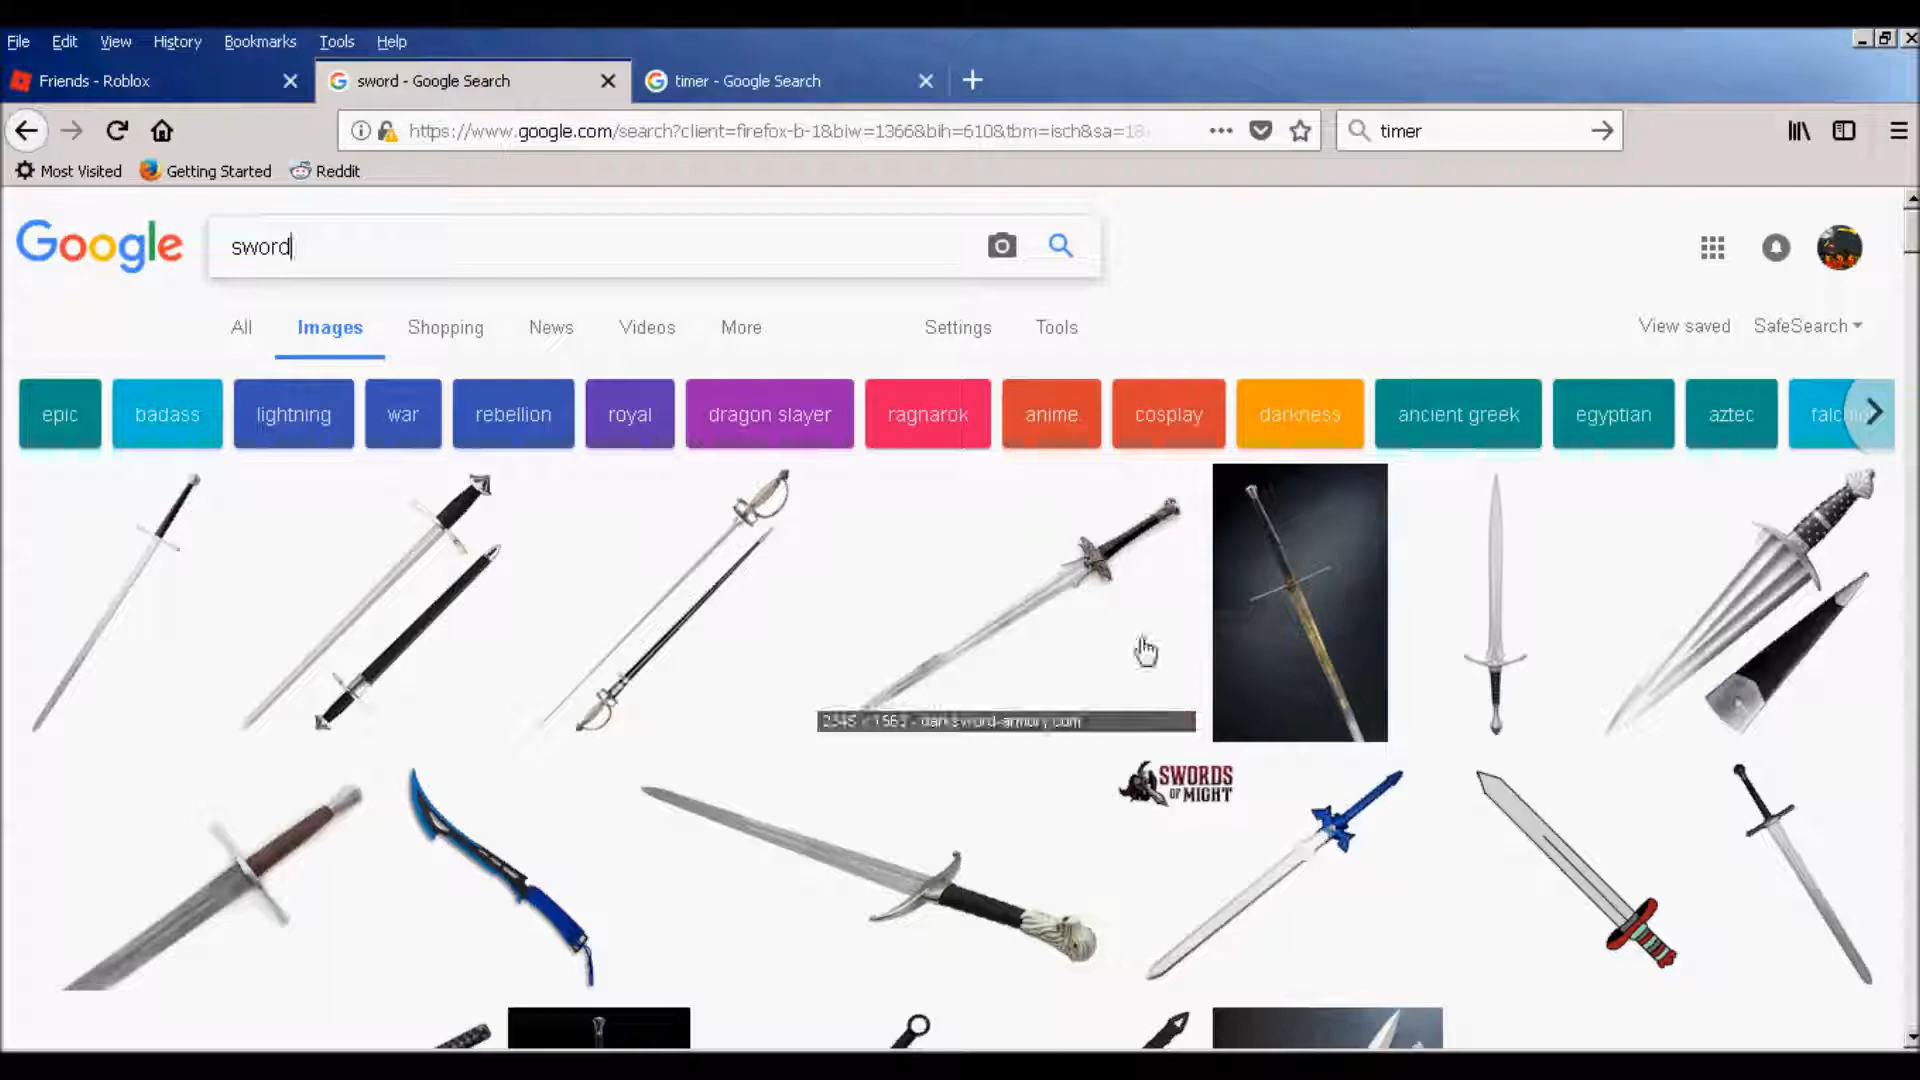 File Edit View History Bookmarks Tools Help
Friends - Roblox
sword - Google Search
timer - Google Search
https://www.google.com/search?client=firefox-b-1&biw=1366&bih=610&tbm=isch&sa=1
timer
Most Visited Getting Started Reddit
Google
sword
All Images Shopping News Videos More Settings Tools View saved SafeSearch
epic badass lightning war rebellion royal dragon slayer ragnarok anime cosplay darkness ancient greek egyptian aztec
darksword-armory.com
SWORDS
OF MIGHT